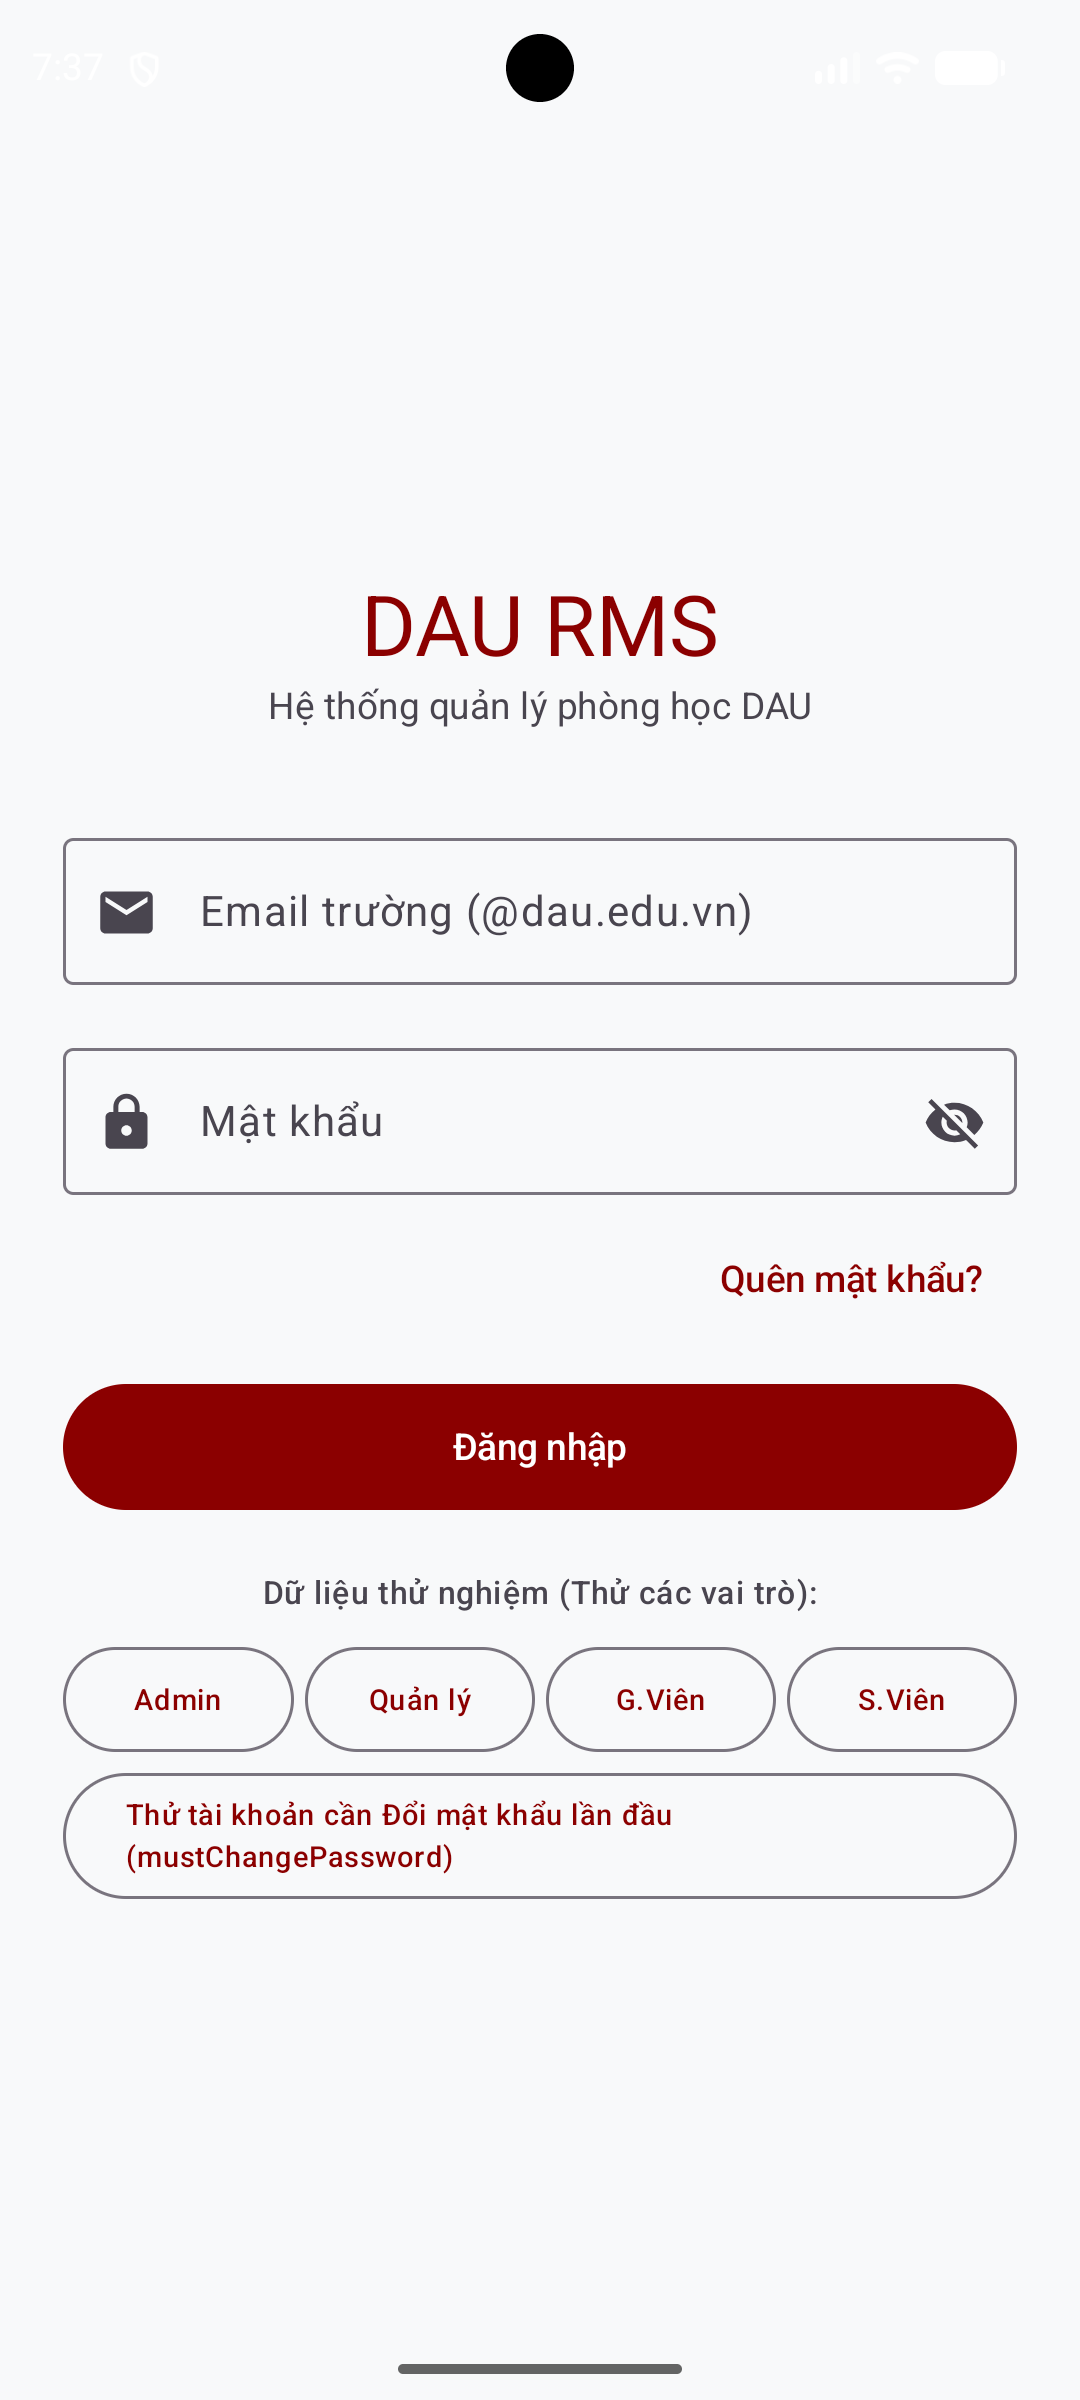 7:37
DAU RMS
Hệ thống quản lý phòng học DAU
Email trường (@dau.edu.vn)
Mật khẩu
Quên mật khẩu?
Đăng nhập
Dữ liệu thử nghiệm (Thử các vai trò):
Admin
Quản lý
G.Viên
S.Viên
Thử tài khoản cần Đổi mật khẩu lần đầu
(mustChangePassword)